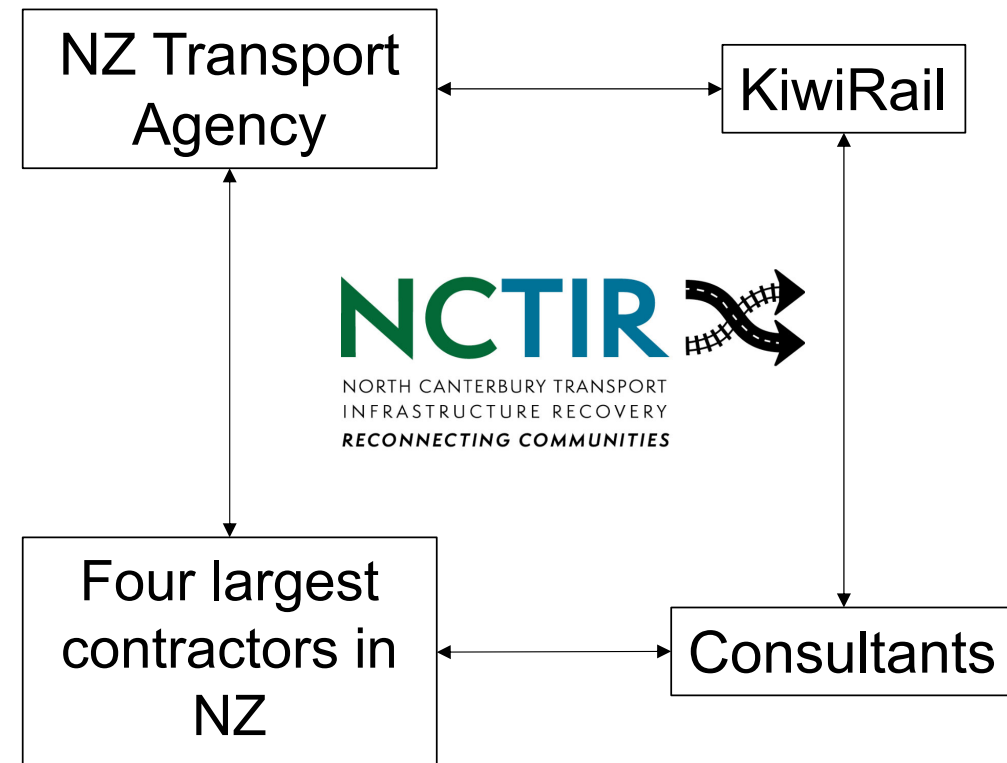 NZ Transport
Agency
KiwiRail
NCTIR
NORTH CANTERBURY TRANSPORT
INFRASTRUCTURE RECOVERY
RECONNECTING COMMUNITIES
Four largest
contractors in
NZ
Consultants